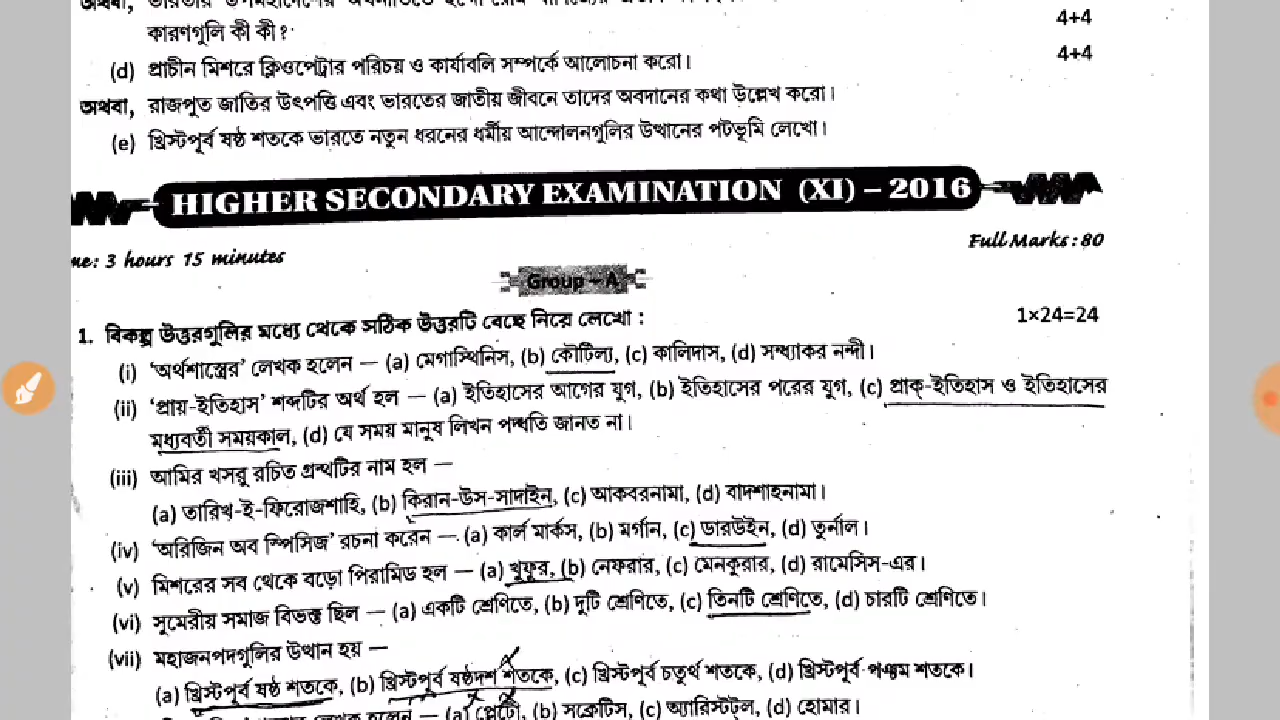 অথবা,
কারণগুলি কী কী?
4+4
(d) প্রাচীন মিশরে ক্লিওপেট্রার পরিচয় ও কার্যাবলি সম্পর্কে আলোচনা করো।
4+4
অথবা, রাজপুত জাতির উৎপত্তি এবং ভারতের জাতীয় জীবনে তাদের অবদানের কথা উল্লেখ করো।
(e) খ্রিস্টপূর্ব ষষ্ঠ শতকে ভারতে নতুন ধরনের ধর্মীয় আন্দোলনগুলির উত্থানের পটভূমি লেখো।
HIGHER SECONDARY EXAMINATION (XI) – 2016
me: 3 hours 15 minutes
Full Marks : 80
Group – A
1. বিকল্প উত্তরগুলির মধ্যে থেকে সঠিক উত্তরটি বেছে নিয়ে লেখো :
1×24=24
(i) 'অর্থশাস্ত্রের' লেখক হলেন — (a) মেগাস্থিনিস, (b) কৌটিল্য, (c) কালিদাস, (d) সন্ধ্যাকর নন্দী।
(ii) 'প্রায়-ইতিহাস' শব্দটির অর্থ হল — (a) ইতিহাসের আগের যুগ, (b) ইতিহাসের পরের যুগ, (c) প্রাক্-ইতিহাস ও ইতিহাসের
মধ্যবর্তী সময়কাল, (d) যে সময় মানুষ লিখন পদ্ধতি জানত না।
(iii) আমির খসরু রচিত গ্রন্থটির নাম হল —
(a) তারিখ-ই-ফিরোজশাহি, (b) কিরান-উস-সাদাইন, (c) আকবরনামা, (d) বাদশাহনামা।
(iv) 'অরিজিন অব স্পিসিজ' রচনা করেন — (a) কার্ল মার্কস, (b) মর্গান, (c) ডারউইন, (d) তুর্নাল।
(v) মিশরের সব থেকে বড়ো পিরামিড হল — (a) খুফুর, (b) নেফরার, (c) মেনকুরার, (d) রামেসিস-এর।
(vi) সুমেরীয় সমাজ বিভক্ত ছিল — (a) একটি শ্রেণিতে, (b) দুটি শ্রেণিতে, (c) তিনটি শ্রেণিতে, (d) চারটি শ্রেণিতে।
(vii) মহাজনপদগুলির উত্থান হয় —
(a) খ্রিস্টপূর্ব ষষ্ঠ শতকে, (b) খ্রিস্টপূর্ব ষষ্ঠদশ শতকে, (c) খ্রিস্টপূর্ব চতুর্থ শতকে, (d) খ্রিস্টপূর্ব পঞ্চম শতকে।
লেখক হলেন — (a) প্লেটো, (b) সক্রেটিস, (c) অ্যারিস্টটল, (d) হোমার।